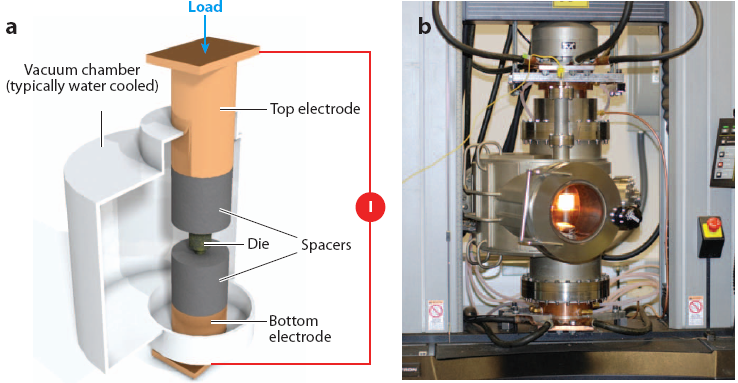 a
Load
Vacuum chamber
(typically water cooled)
Top electrode
I
Die
Spacers
Bottom
electrode
b